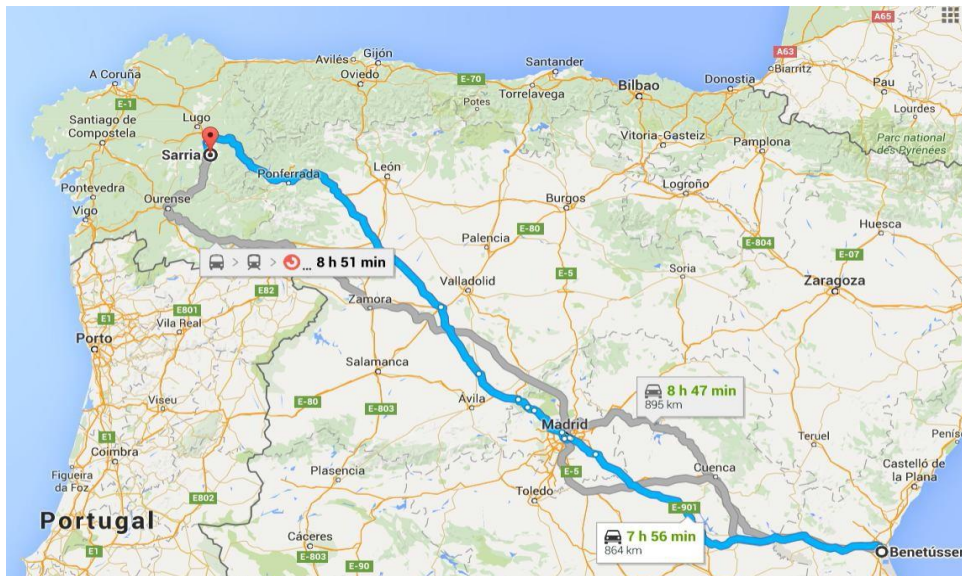 A65
A63
Gijón
Avilés
Oviedo
E-70
Santander
Torrelavega
Potes
Bilbao
Donostia
Biarritz
Pau
Lourdes
Parc national
des Pyrénées
A Coruña
E-1
Santiago de
Compostela
Lugo
Sarria
Ponferrada
León
Vitoria-Gasteiz
Pamplona
Logroño
Burgos
Pontevedra
Vigo
Ourense
Palencia
E-80
E-804
Huesca
E-07
8 h 51 min
E-5
Soria
Valladolid
Zaragoza
E82
Zamora
E801
E1
Vila Real
Porto
Salamanca
Viseu
E-80
E-803
Ávila
8 h 47 min
895 km
Madrid
Teruel
E1
Coimbra
Figueira
da Foz
Plasencia
E-5
Toledo
Cuenca
Castelló de
la Plana
E802
E-901
Portugal
E1
Cáceres
E-803
E-90
7 h 56 min
864 km
Benetússer